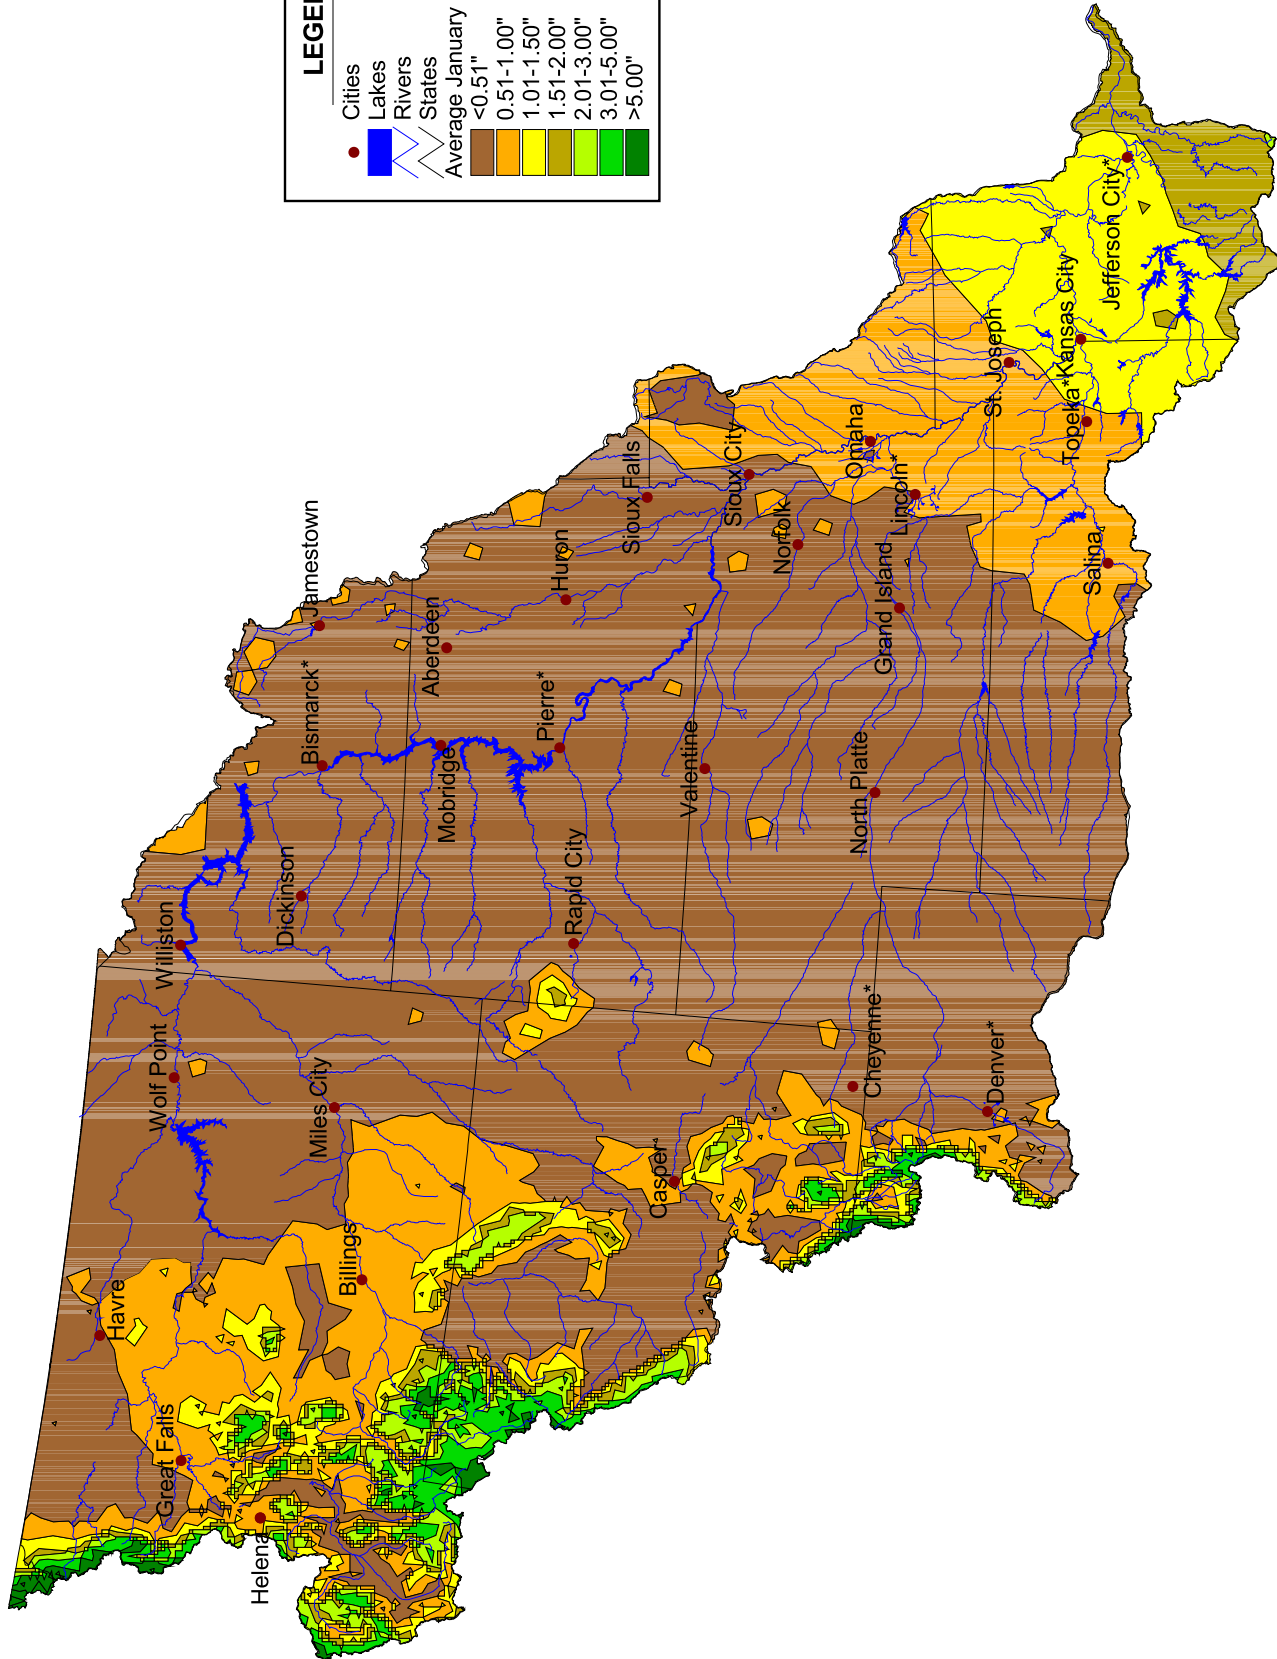 LEGE
Cities
Lakes
Rivers
States
Average January
<0.51"
0.51-1.00"
1.01-1.50"
1.51-2.00"
2.01-3.00"
3.01-5.00"
>5.00"
Havre
Great Falls
Helena
Wolf Point
Williston
Miles City
Billings
Dickinson
Bismarck*
Jamestown
Mobridge
Aberdeen
Pierre*
Huron
Rapid City
Sioux Falls
Casper
Valentine
Sioux City
Norfolk
Cheyenne*
North Platte
Grand Island
Omaha
Lincoln*
Denver*
St. Joseph
Topeka*
Kansas City
Jefferson City*
Salina